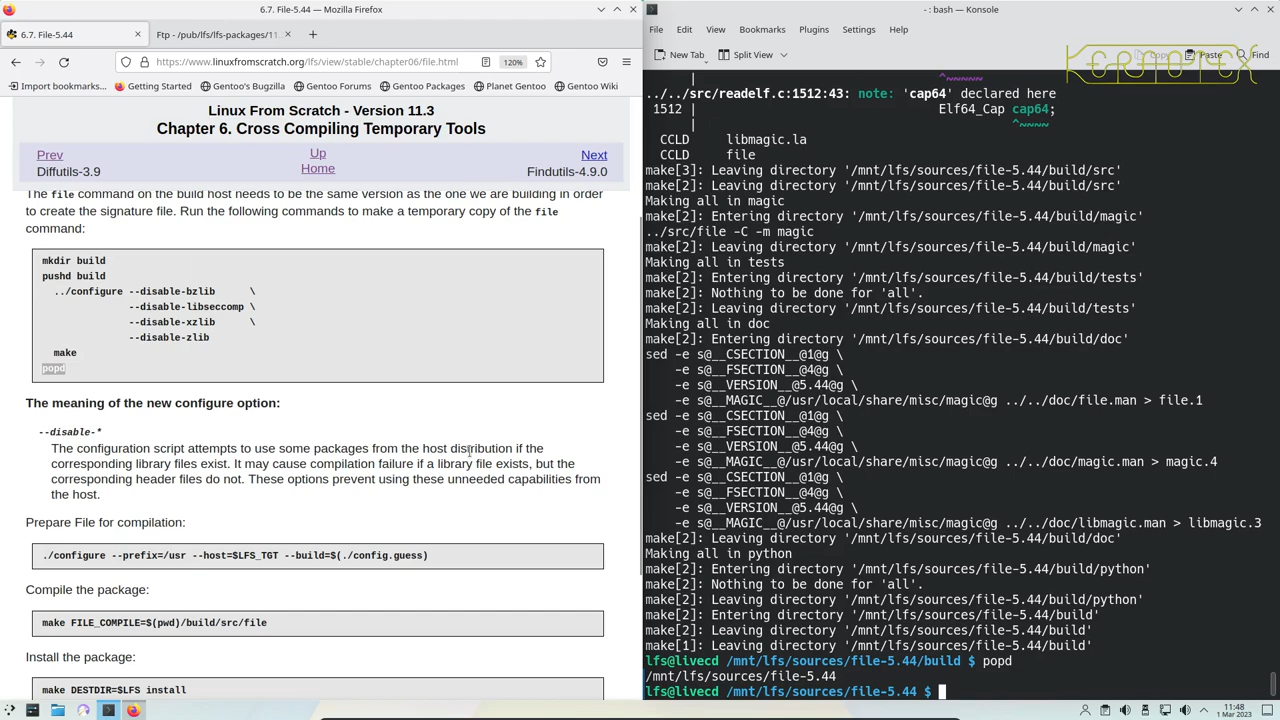 6.7. File-5.44 — Mozilla Firefox
6.7. File-5.44
Ftp - /pub/lfs/lfs-packages/11.
https://www.linuxfromscratch.org/lfs/view/stable/chapter06/file.html
120%
Import bookmarks...
Getting Started
Gentoo's Bugzilla
Gentoo Forums
Gentoo Packages
Planet Gentoo
Gentoo Wiki
Linux From Scratch - Version 11.3
Chapter 6. Cross Compiling Temporary Tools
Prev
Up
Next
Diffutils-3.9
Home
Findutils-4.9.0
The file command on the build host needs to be the same version as the one we are building in order
to create the signature file. Run the following commands to make a temporary copy of the file
command:
mkdir build
pushd build
../configure --disable-bzlib \
--disable-libseccomp \
--disable-xzlib \
--disable-zlib
make
popd
The meaning of the new configure option:
--disable-*
The configuration script attempts to use some packages from the host distribution if the
corresponding library files exist. It may cause compilation failure if a library file exists, but the
corresponding header files do not. These options prevent using these unneeded capabilities from
the host.
Prepare File for compilation:
./configure --prefix=/usr --host=$LFS_TGT --build=$(./config.guess)
Compile the package:
make FILE_COMPILE=$(pwd)/build/src/file
Install the package:
make DESTDIR=$LFS install
- : bash — Konsole
File Edit View Bookmarks Plugins Settings Help
New Tab
Split View
Copy
Paste
Find
KERNOTEX
| ^~~~~~
../../src/readelf.c:1512:43: note: 'cap64' declared here
1512 | Elf64_Cap cap64;
| ^~~~~
CCLD libmagic.la
CCLD file
make[3]: Leaving directory '/mnt/lfs/sources/file-5.44/build/src'
make[2]: Leaving directory '/mnt/lfs/sources/file-5.44/build/src'
Making all in magic
make[2]: Entering directory '/mnt/lfs/sources/file-5.44/build/magic'
../src/file -C -m magic
make[2]: Leaving directory '/mnt/lfs/sources/file-5.44/build/magic'
Making all in tests
make[2]: Entering directory '/mnt/lfs/sources/file-5.44/build/tests'
make[2]: Nothing to be done for 'all'.
make[2]: Leaving directory '/mnt/lfs/sources/file-5.44/build/tests'
Making all in doc
make[2]: Entering directory '/mnt/lfs/sources/file-5.44/build/doc'
sed -e s@__CSECTION__@1@g \
-e s@__FSECTION__@4@g \
-e s@__VERSION__@5.44@g \
-e s@__MAGIC__@/usr/local/share/misc/magic@g ../../doc/file.man > file.1
sed -e s@__CSECTION__@1@g \
-e s@__FSECTION__@4@g \
-e s@__VERSION__@5.44@g \
-e s@__MAGIC__@/usr/local/share/misc/magic@g ../../doc/magic.man > magic.4
sed -e s@__CSECTION__@1@g \
-e s@__FSECTION__@4@g \
-e s@__VERSION__@5.44@g \
-e s@__MAGIC__@/usr/local/share/misc/magic@g ../../doc/libmagic.man > libmagic.3
make[2]: Leaving directory '/mnt/lfs/sources/file-5.44/build/doc'
Making all in python
make[2]: Entering directory '/mnt/lfs/sources/file-5.44/build/python'
make[2]: Nothing to be done for 'all'.
make[2]: Leaving directory '/mnt/lfs/sources/file-5.44/build/python'
make[2]: Entering directory '/mnt/lfs/sources/file-5.44/build'
make[2]: Leaving directory '/mnt/lfs/sources/file-5.44/build'
make[1]: Leaving directory '/mnt/lfs/sources/file-5.44/build'
lfs@livecd /mnt/lfs/sources/file-5.44/build $ popd
/mnt/lfs/sources/file-5.44
lfs@livecd /mnt/lfs/sources/file-5.44 $
11:48
1 Mar 2023